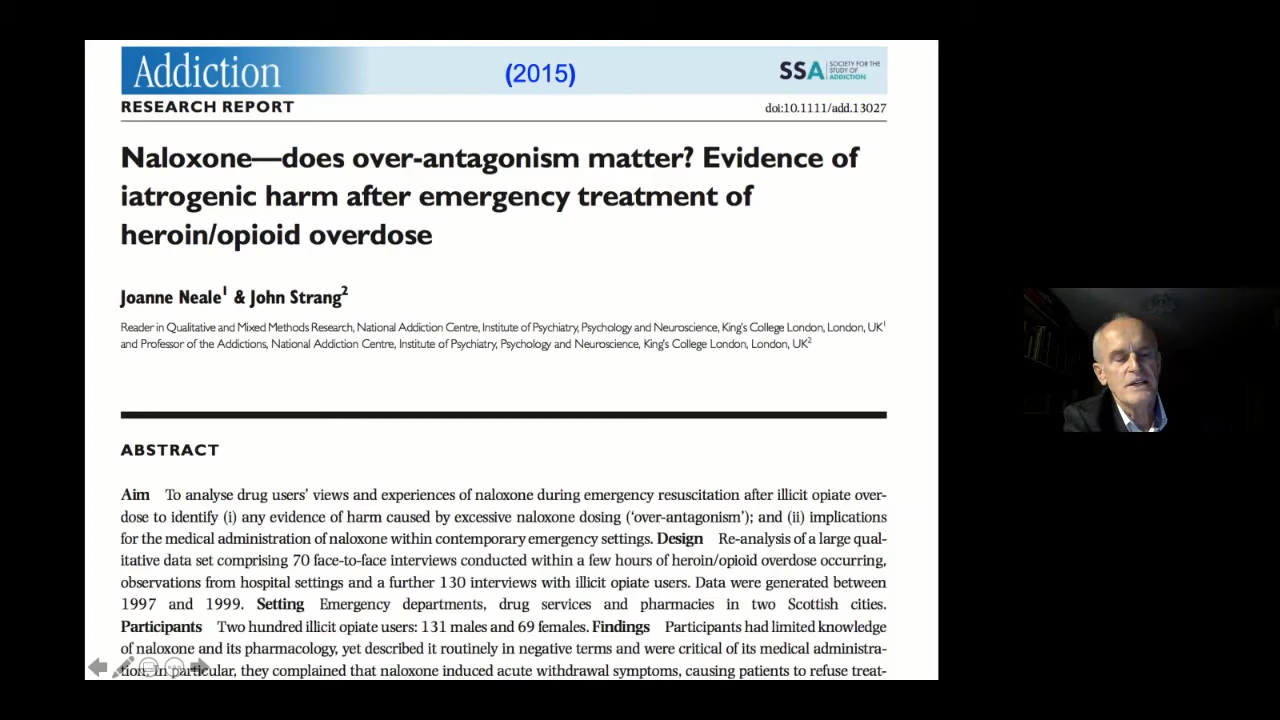 Addiction
(2015)
SSA
SOCIETY FOR THE
STUDY OF
ADDICTION
RESEARCH REPORT
doi:10.1111/add.13027
Naloxone—does over-antagonism matter? Evidence of
iatrogenic harm after emergency treatment of
heroin/opioid overdose
Joanne Neale1 & John Strang2
Reader in Qualitative and Mixed Methods Research, National Addiction Centre, Institute of Psychiatry, Psychology and Neuroscience, King's College London, London, UK1
and Professor of the Addictions, National Addiction Centre, Institute of Psychiatry, Psychology and Neuroscience, King's College London, London, UK2
ABSTRACT
Aim To analyse drug users' views and experiences of naloxone during emergency resuscitation after illicit opiate over-
dose to identify (i) any evidence of harm caused by excessive naloxone dosing ('over-antagonism'); and (ii) implications
for the medical administration of naloxone within contemporary emergency settings. Design Re-analysis of a large qual-
itative data set comprising 70 face-to-face interviews conducted within a few hours of heroin/opioid overdose occurring,
observations from hospital settings and a further 130 interviews with illicit opiate users. Data were generated between
1997 and 1999. Setting Emergency departments, drug services and pharmacies in two Scottish cities.
Participants Two hundred illicit opiate users: 131 males and 69 females. Findings Participants had limited knowledge
of naloxone and its pharmacology, yet described it routinely in negative terms and were critical of its medical administra-
tion. In particular, they complained that naloxone induced acute withdrawal symptoms, causing patients to refuse treat-